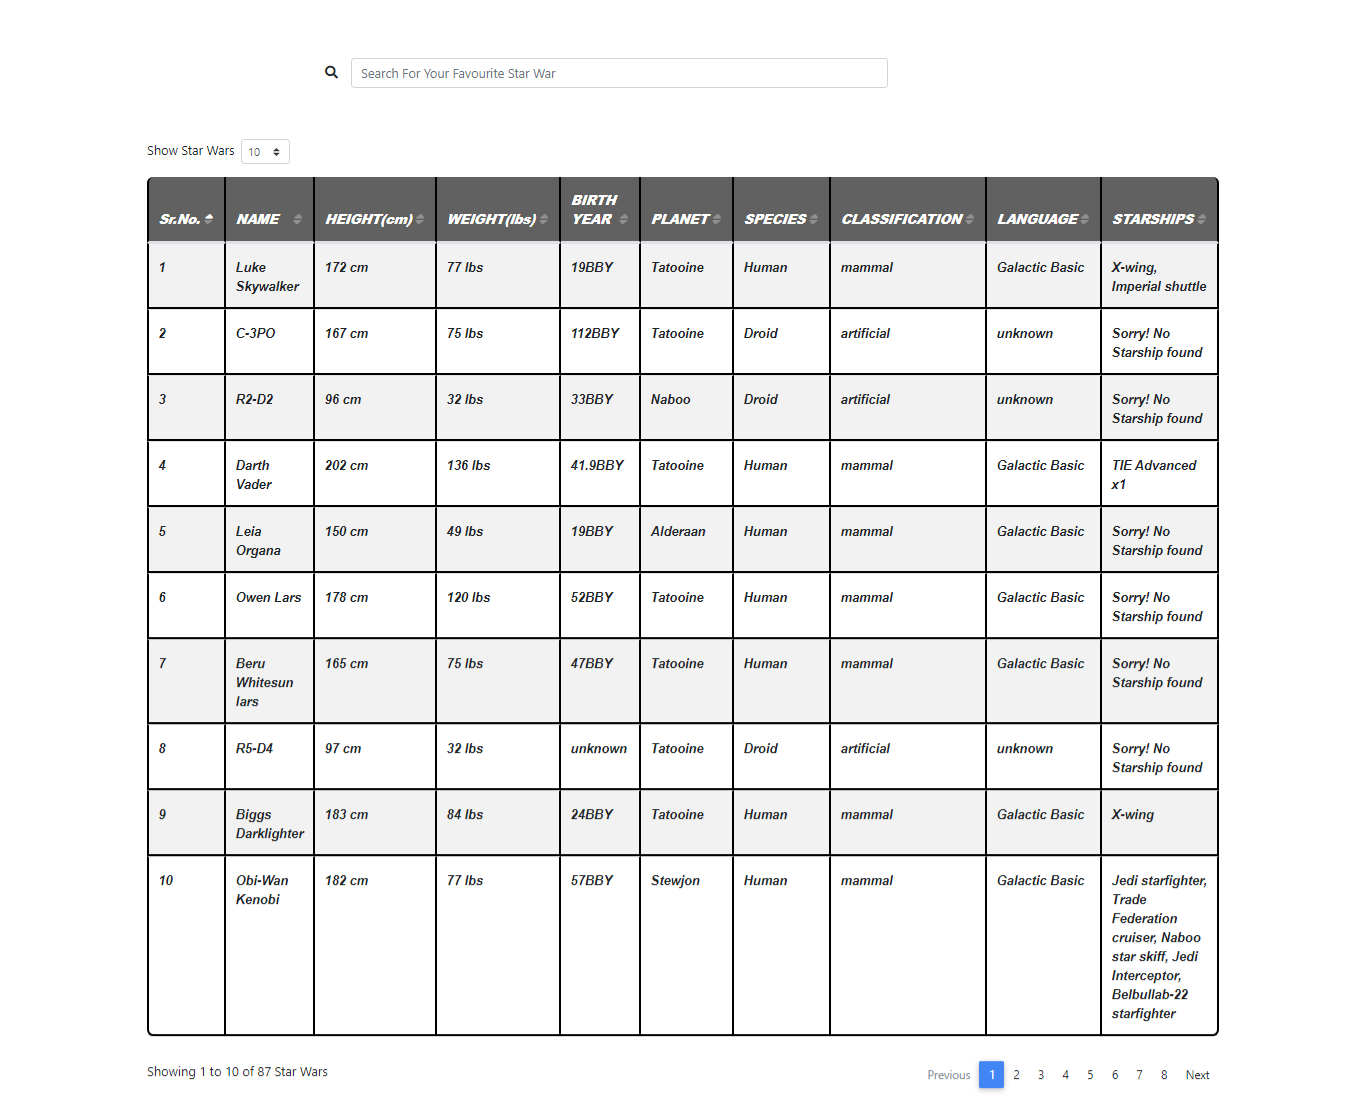 Search For Your Favourite Star War
Show Star Wars 10
Sr.No. NAME HEIGHT(cm) WEIGHT(lbs) BIRTH YEAR PLANET SPECIES CLASSIFICATION LANGUAGE STARSHIPS
1 Luke Skywalker 172 cm 77 lbs 19BBY Tatooine Human mammal Galactic Basic X-wing, Imperial shuttle
2 C-3PO 167 cm 75 lbs 112BBY Tatooine Droid artificial unknown Sorry! No Starship found
3 R2-D2 96 cm 32 lbs 33BBY Naboo Droid artificial unknown Sorry! No Starship found
4 Darth Vader 202 cm 136 lbs 41.9BBY Tatooine Human mammal Galactic Basic TIE Advanced x1
5 Leia Organa 150 cm 49 lbs 19BBY Alderaan Human mammal Galactic Basic Sorry! No Starship found
6 Owen Lars 178 cm 120 lbs 52BBY Tatooine Human mammal Galactic Basic Sorry! No Starship found
7 Beru Whitesun lars 165 cm 75 lbs 47BBY Tatooine Human mammal Galactic Basic Sorry! No Starship found
8 R5-D4 97 cm 32 lbs unknown Tatooine Droid artificial unknown Sorry! No Starship found
9 Biggs Darklighter 183 cm 84 lbs 24BBY Tatooine Human mammal Galactic Basic X-wing
10 Obi-Wan Kenobi 182 cm 77 lbs 57BBY Stewjon Human mammal Galactic Basic Jedi starfighter, Trade Federation cruiser, Naboo star skiff, Jedi Interceptor, Belbullab-22 starfighter
Showing 1 to 10 of 87 Star Wars
Previous 1 2 3 4 5 6 7 8 Next